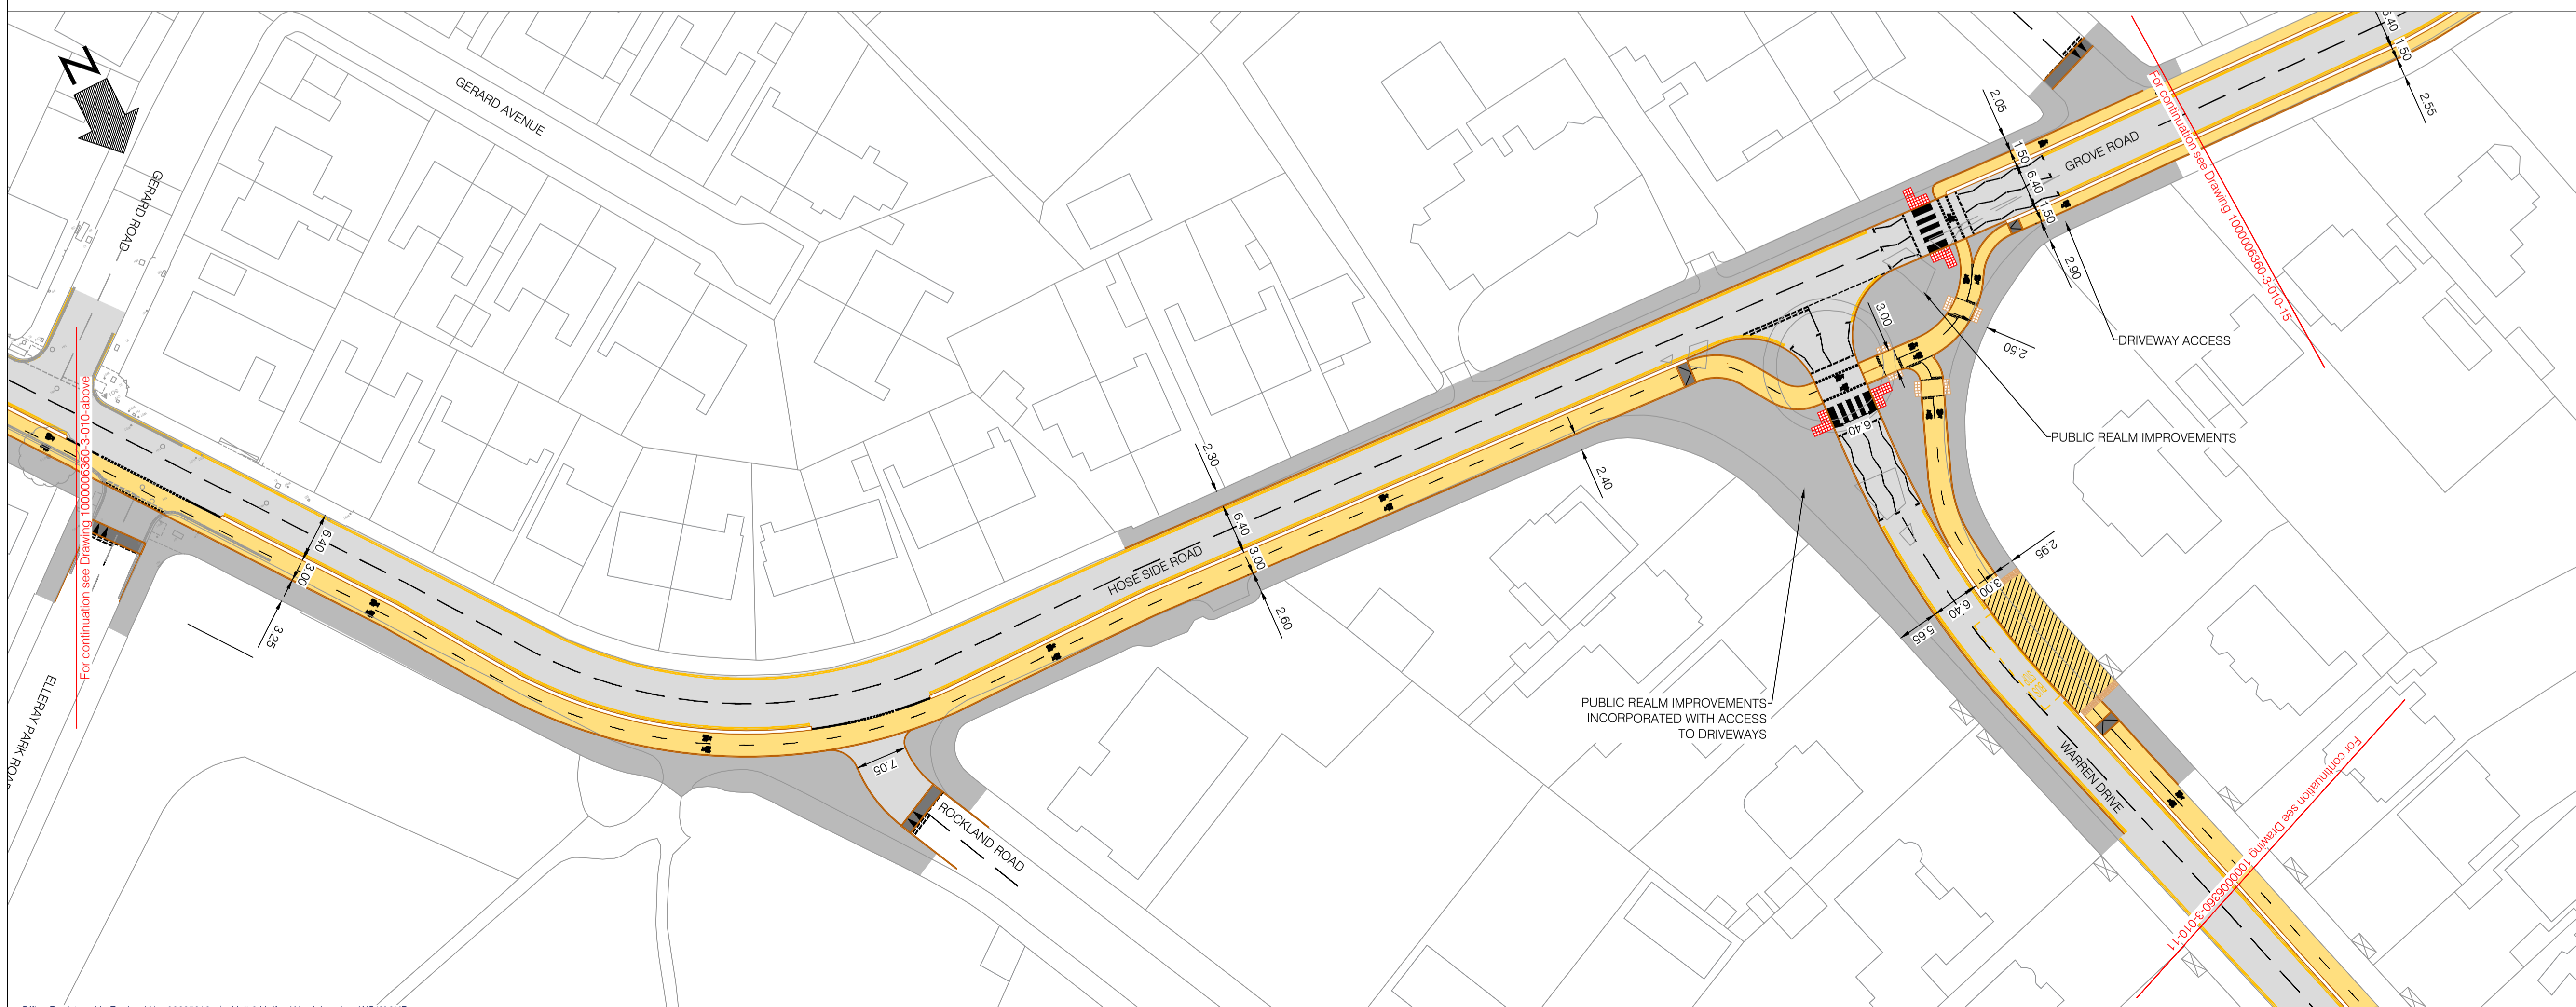 N
GERARD AVENUE
GERARD ROAD
For continuation see Drawing 1000006360-3-010-above
ELLERAY PARK ROAD
6.40
3.00
3.25
2.30
6.40
3.00
2.60
HOSE SIDE ROAD
7.05
ROCKLAND ROAD
2.40
PUBLIC REALM IMPROVEMENTS
INCORPORATED WITH ACCESS
TO DRIVEWAYS
6.40
3.00
2.50
2.05
1.50
6.40
1.50
2.90
GROVE ROAD
6.40
1.50
2.55
For continuation see Drawing 1000006360-3-010-15
DRIVEWAY ACCESS
PUBLIC REALM IMPROVEMENTS
2.95
3.00
6.40
5.65
WARREN DRIVE
For continuation see Drawing 1000006360-3-010-11